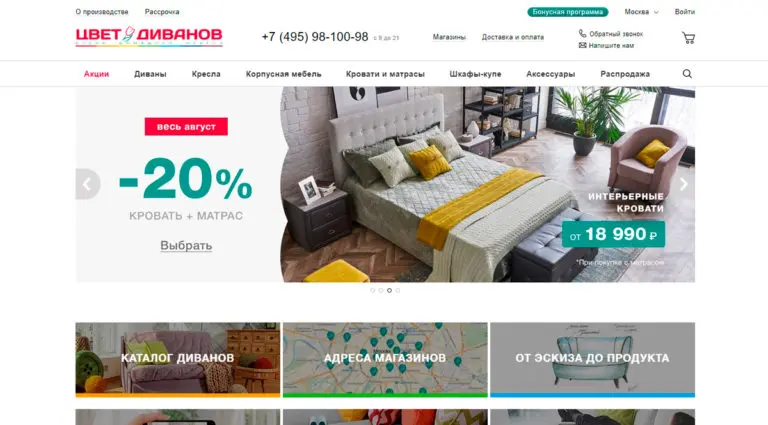 О производстве
Рассрочка
Бонусная программа
Москва
Войти
ЦВЕТ ДИВАНОВ
+7 (495) 98-100-98 с 9 до 21
Магазины
Доставка и оплата
Обратный звонок
Напишите нам
Акции
Диваны
Кресла
Корпусная мебель
Кровати и матрасы
Шкафы-купе
Аксессуары
Распродажа
весь август
-20%
КРОВАТЬ + МАТРАС
Выбрать
ИНТЕРЬЕРНЫЕ
КРОВАТИ
от 18 990 ₽
*При покупке с матрасом
КАТАЛОГ ДИВАНОВ
АДРЕСА МАГАЗИНОВ
ОТ ЭСКИЗА ДО ПРОДУКТА